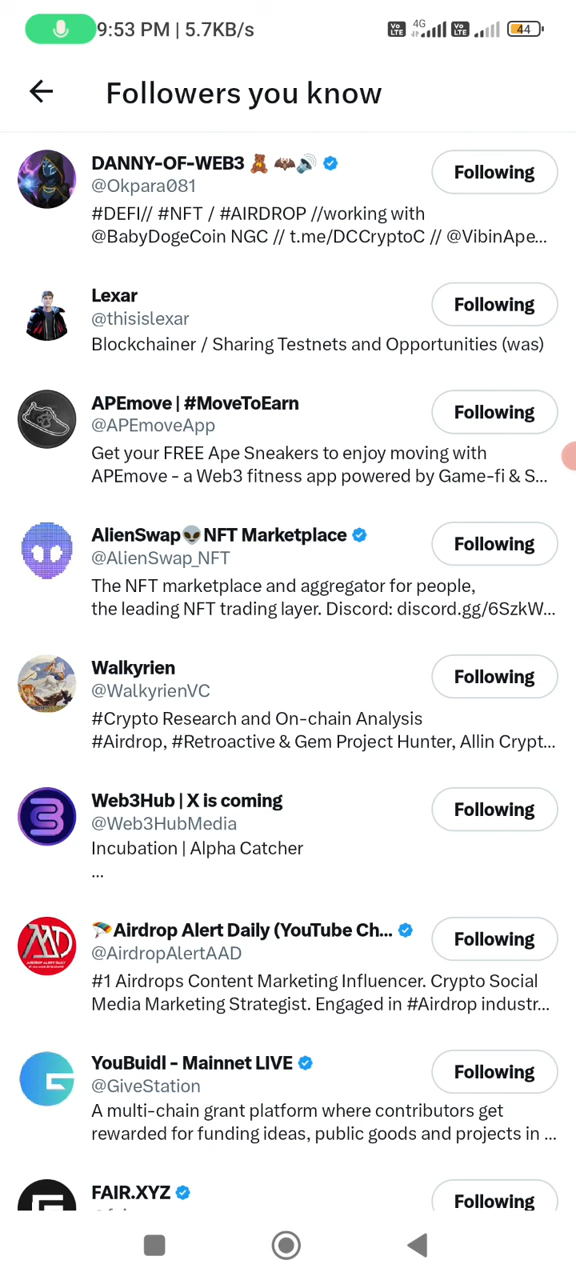 9:53 PM | 5.7KB/s
Vo LTE 4G Vo LTE 44
Followers you know
DANNY-OF-WEB3 🧸 🦇🔊
Following
@Okpara081
#DEFI// #NFT / #AIRDROP //working with
@BabyDogeCoin NGC // t.me/DCCryptoC // @VibinApe...
Lexar
Following
@thisislexar
Blockchainer / Sharing Testnets and Opportunities (was)
APEmove | #MoveToEarn
Following
@APEmoveApp
Get your FREE Ape Sneakers to enjoy moving with
APEmove - a Web3 fitness app powered by Game-fi & S...
AlienSwap👽NFT Marketplace
Following
@AlienSwap_NFT
The NFT marketplace and aggregator for people,
the leading NFT trading layer. Discord: discord.gg/6SzkW...
Walkyrien
Following
@WalkyrienVC
#Crypto Research and On-chain Analysis
#Airdrop, #Retroactive & Gem Project Hunter, Allin Crypt...
Web3Hub | X is coming
Following
@Web3HubMedia
Incubation | Alpha Catcher
...
🪂Airdrop Alert Daily (YouTube Ch...
Following
@AirdropAlertAAD
#1 Airdrops Content Marketing Influencer. Crypto Social
Media Marketing Strategist. Engaged in #Airdrop industr...
YouBuidl - Mainnet LIVE
Following
@GiveStation
A multi-chain grant platform where contributors get
rewarded for funding ideas, public goods and projects in ...
FAIR.XYZ
Following